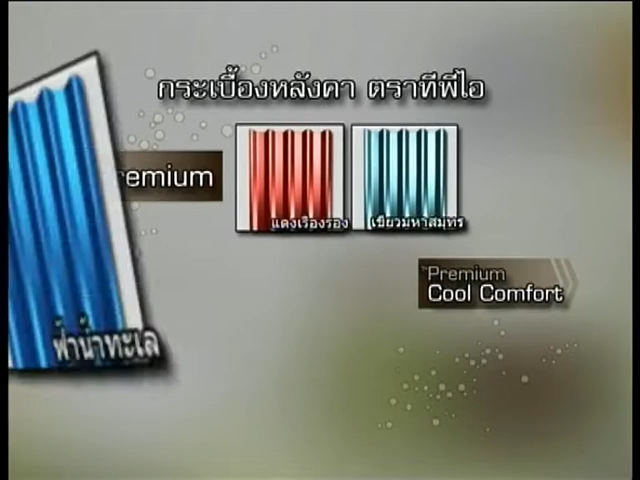 กระเบื้องหลังคา ตราทีพีไอ
emium
แดงเรืองรอง
เขียวมหาสมุทร
Premium
Cool Comfort
ฟ้าน้ำทะเล